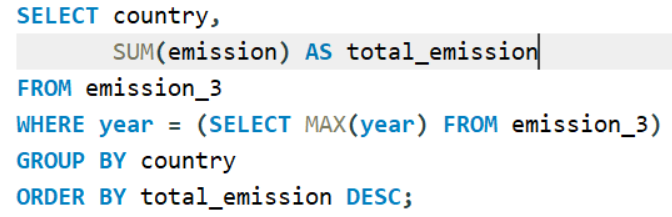 SELECT country,
SUM(emission) AS total_emission
FROM emission_3
WHERE year = (SELECT MAX(year) FROM emission_3)
GROUP BY country
ORDER BY total_emission DESC;